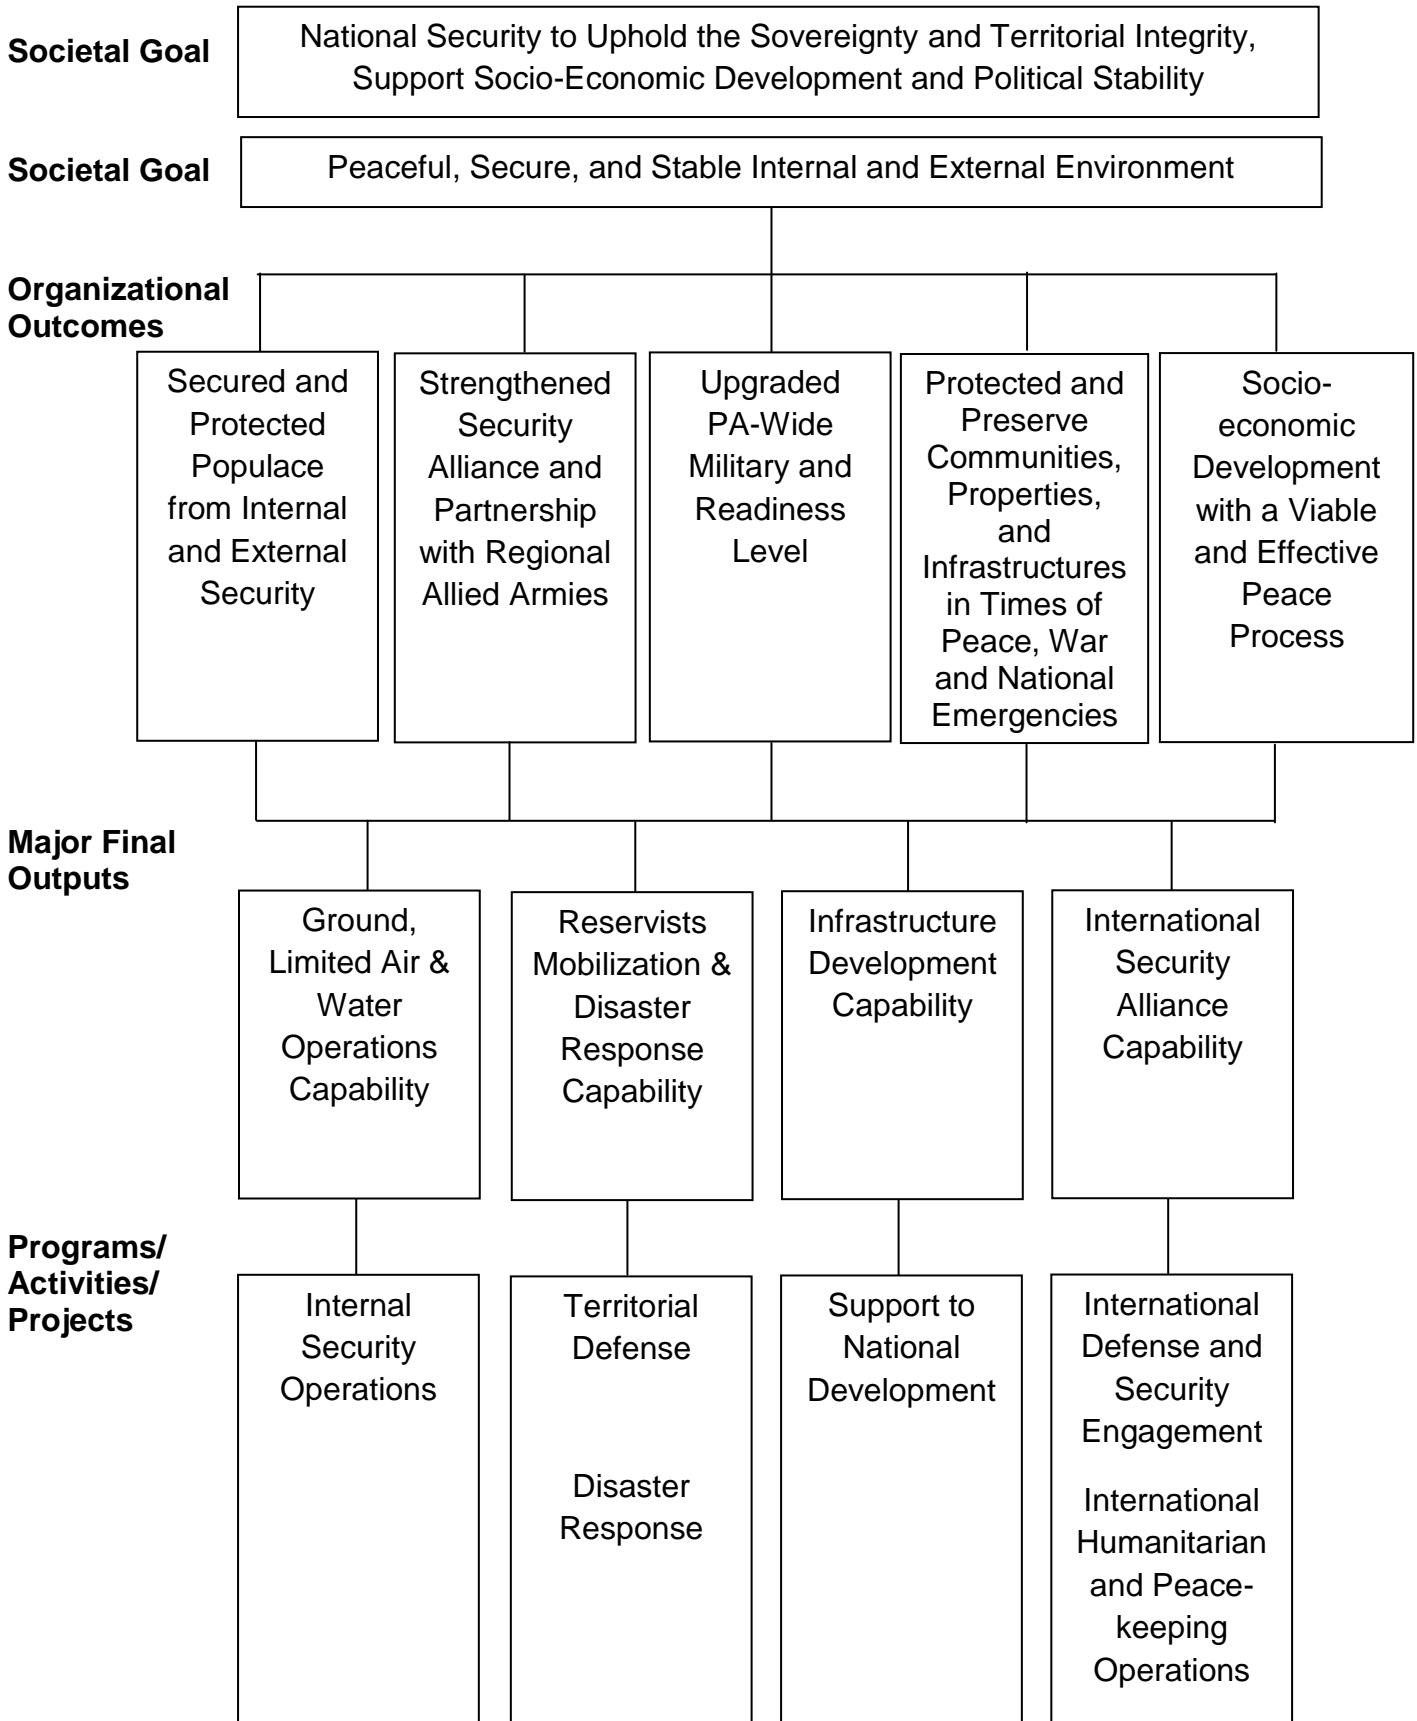 Societal Goal
National Security to Uphold the Sovereignty and Territorial Integrity,
Support Socio-Economic Development and Political Stability
Societal Goal
Peaceful, Secure, and Stable Internal and External Environment
Organizational
Outcomes
Secured and
Protected
Populace
from Internal
and External
Security
Strengthened
Security
Alliance and
Partnership
with Regional
Allied Armies
Upgraded
PA-Wide
Military and
Readiness
Level
Protected and
Preserve
Communities,
Properties,
and
Infrastructures
in Times of
Peace, War
and National
Emergencies
Socio-
economic
Development
with a Viable
and Effective
Peace
Process
Major Final
Outputs
Ground,
Limited Air &
Water
Operations
Capability
Reservists
Mobilization &
Disaster
Response
Capability
Infrastructure
Development
Capability
International
Security
Alliance
Capability
Programs/
Activities/
Projects
Internal
Security
Operations
Territorial
Defense
Disaster
Response
Support to
National
Development
International
Defense and
Security
Engagement
International
Humanitarian
and Peace-
keeping
Operations